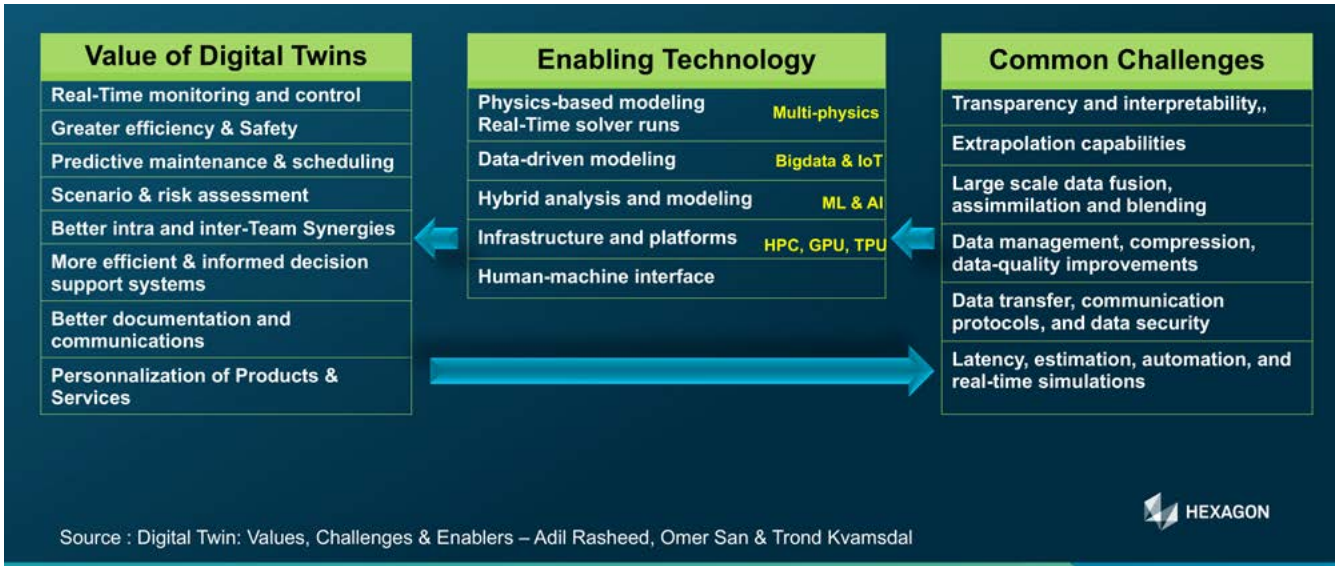 Value of Digital Twins
Real-Time monitoring and control
Greater efficiency & Safety
Predictive maintenance & scheduling
Scenario & risk assessment
Better intra and inter-Team Synergies
More efficient & informed decision
support systems
Better documentation and
communications
Personnalization of Products &
Services
Enabling Technology
Physics-based modeling
Real-Time solver runs
Multi-physics
Data-driven modeling
Bigdata & IoT
Hybrid analysis and modeling
ML & AI
Infrastructure and platforms
HPC, GPU, TPU
Human-machine interface
Common Challenges
Transparency and interpretability,,
Extrapolation capabilities
Large scale data fusion,
assimmilation and blending
Data management, compression,
data-quality improvements
Data transfer, communication
protocols, and data security
Latency, estimation, automation, and
real-time simulations
HEXAGON
Source : Digital Twin: Values, Challenges & Enablers – Adil Rasheed, Omer San & Trond Kvamsdal